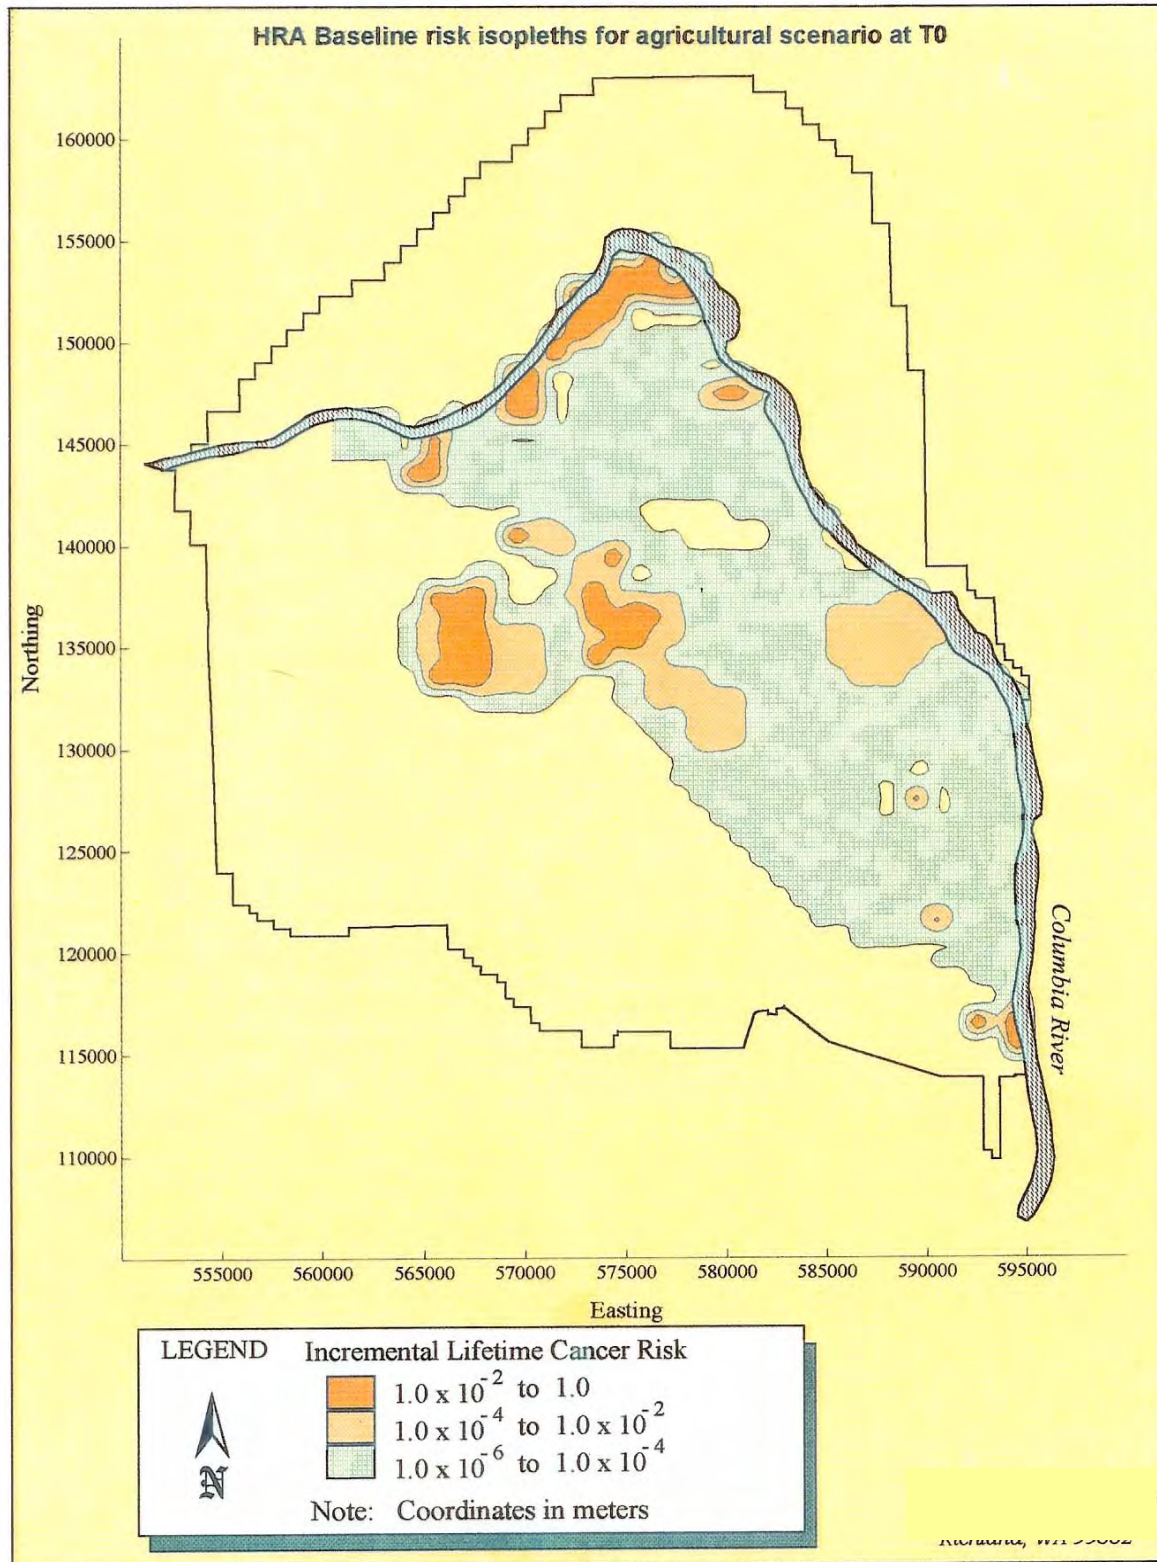 HRA Baseline risk isopleths for agricultural scenario at T0
160000
155000
150000
145000
140000
135000
130000
125000
120000
115000
110000
Northing
Columbia River
555000 560000 565000 570000 575000 580000 585000 590000 595000
Easting
LEGEND Incremental Lifetime Cancer Risk
1.0 x 10⁻² to 1.0
1.0 x 10⁻⁴ to 1.0 x 10⁻²
1.0 x 10⁻⁶ to 1.0 x 10⁻⁴
N
Note: Coordinates in meters
Richland, WA